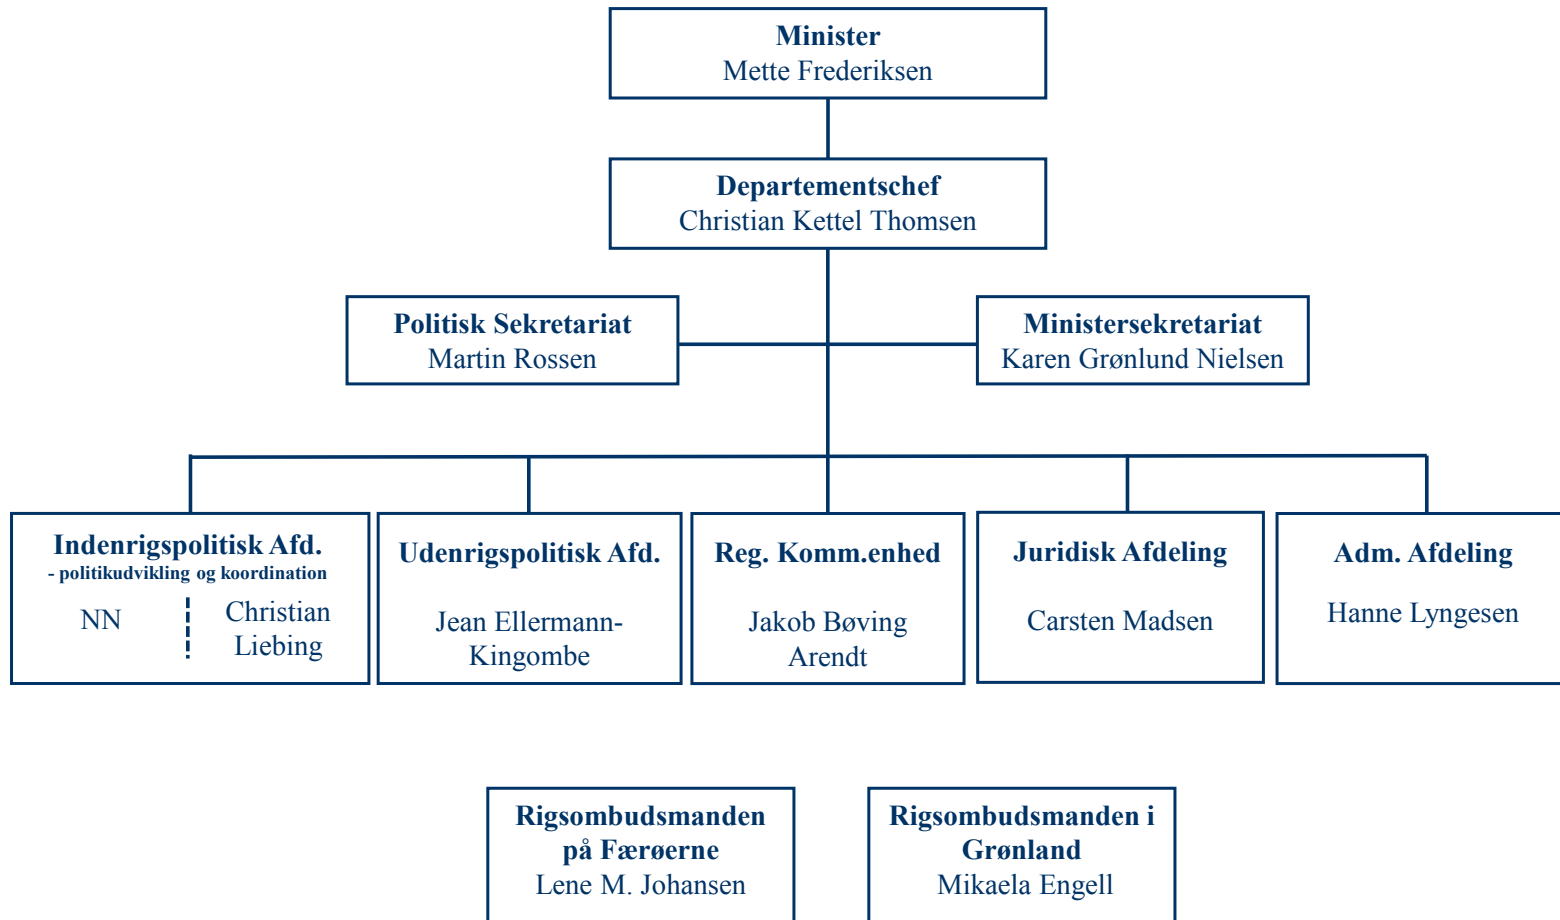 Minister
Mette Frederiksen
Departementschef
Christian Kettel Thomsen
Politisk Sekretariat
Martin Rossen
Ministersekretariat
Karen Grønlund Nielsen
Indenrigspolitisk Afd.
- politikudvikling og koordination
NN
Christian
Liebing
Udenrigspolitisk Afd.
Jean Ellermann-
Kingombe
Reg. Komm.enhed
Jakob Bøving
Arendt
Juridisk Afdeling
Carsten Madsen
Adm. Afdeling
Hanne Lyngesen
Rigsombudsmanden
på Færøerne
Lene M. Johansen
Rigsombudsmanden i
Grønland
Mikaela Engell